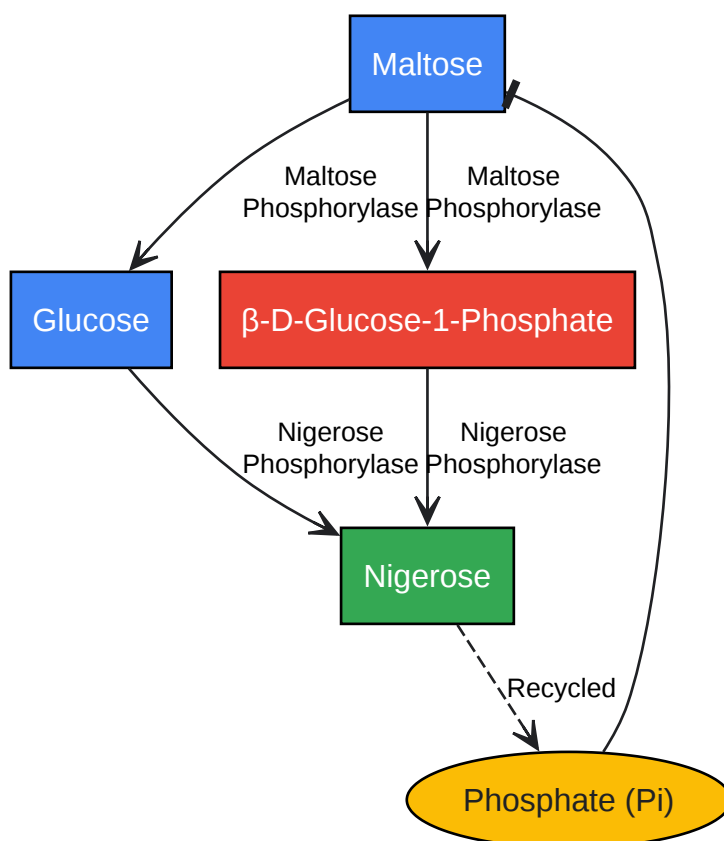 Maltose
Maltose
Phosphorylase
Maltose
Phosphorylase
Glucose
β-D-Glucose-1-Phosphate
Nigerose
Phosphorylase
Nigerose
Phosphorylase
Nigerose
Recycled
Phosphate (Pi)